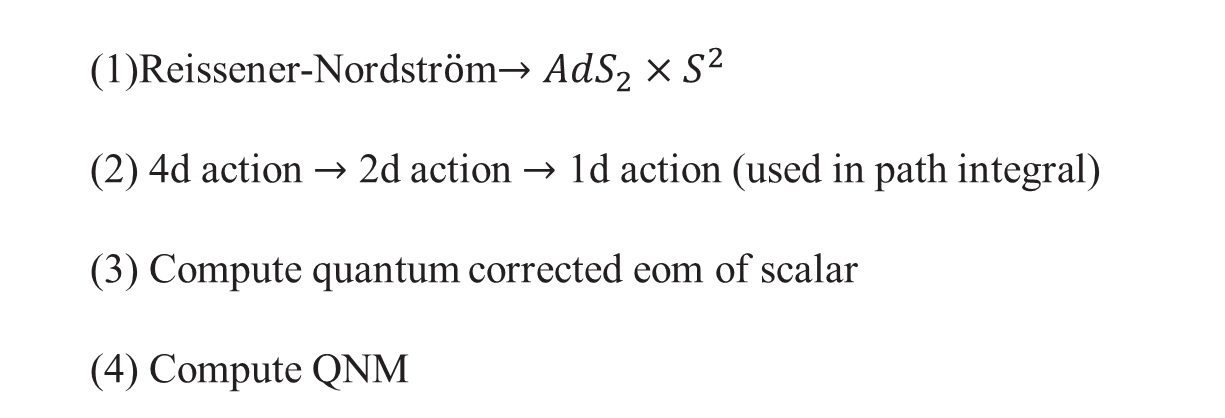 (1)Reissener-Nordström→ 𝐴𝑑𝑆₂ × 𝑆²
(2) 4d action → 2d action → 1d action (used in path integral)
(3) Compute quantum corrected eom of scalar
(4) Compute QNM